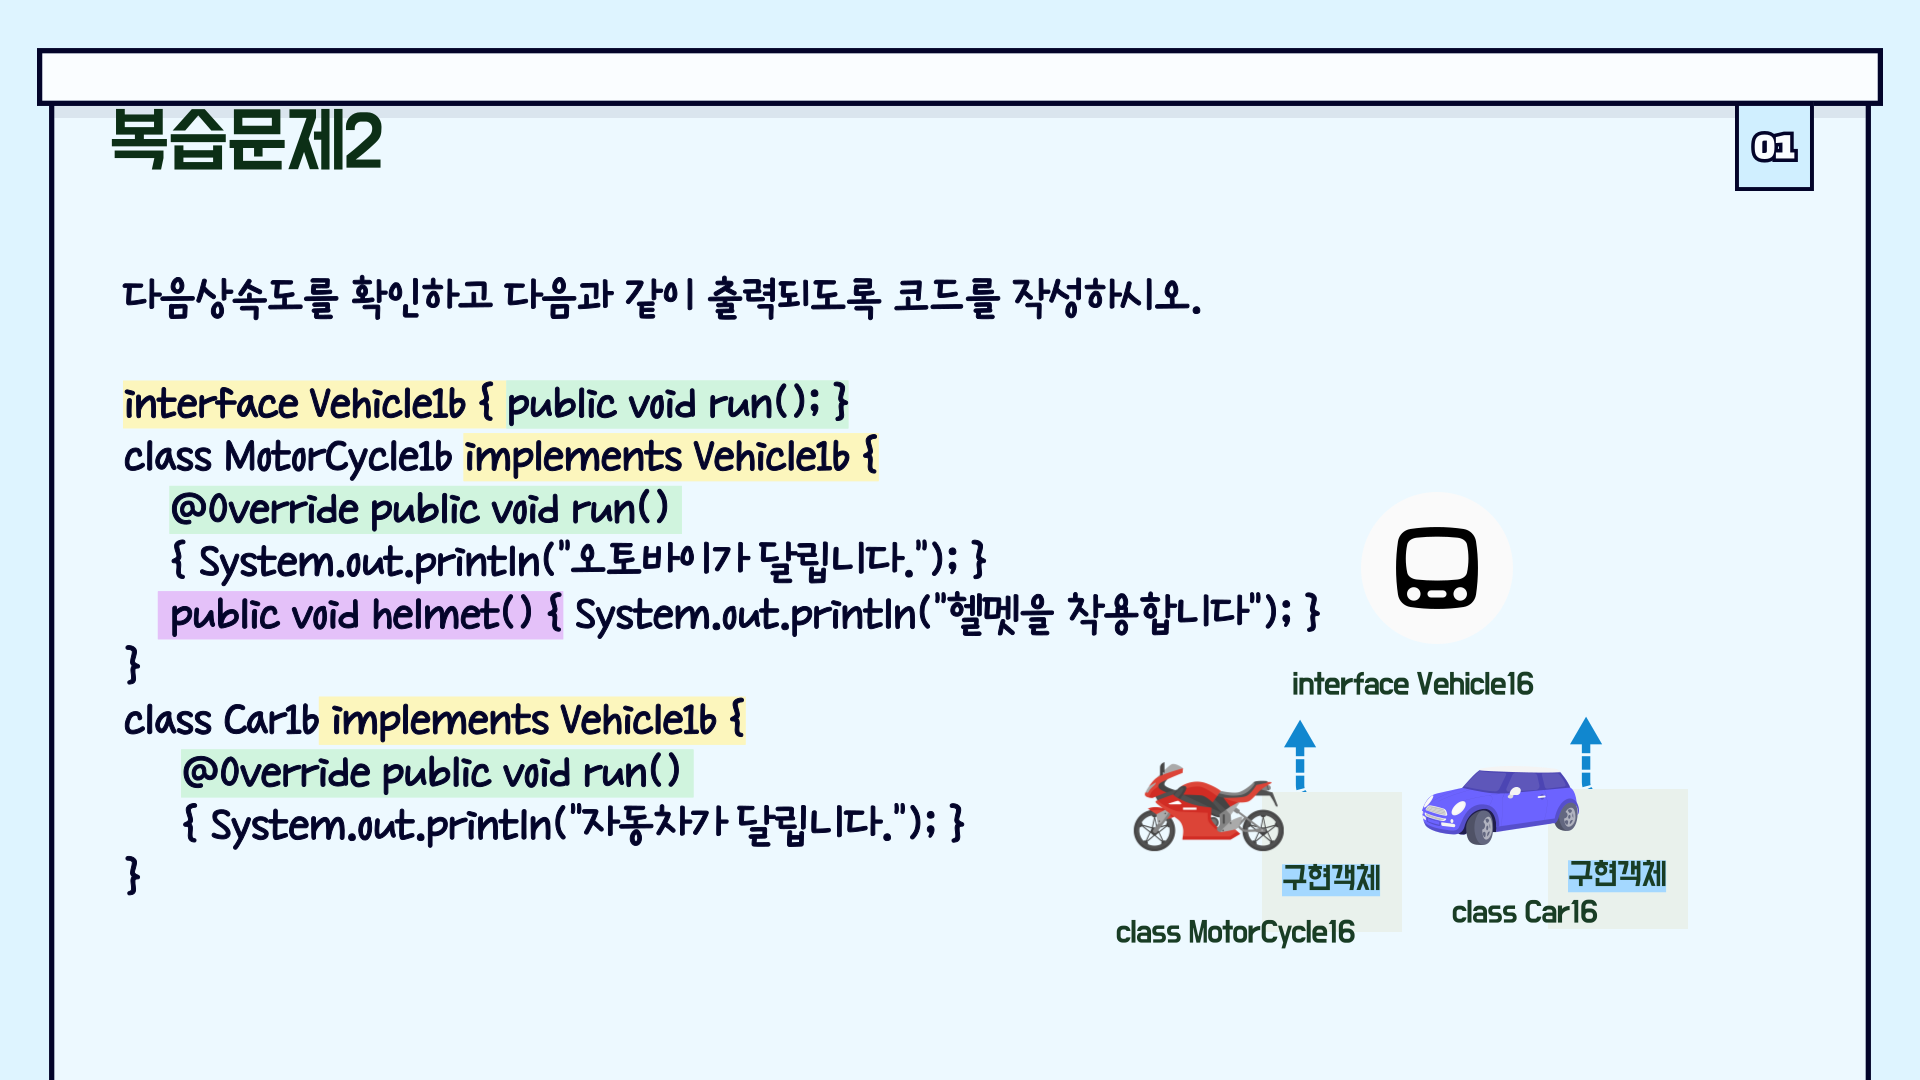 복습문제2
01
다음상속도를 확인하고 다음과 같이 출력되도록 코드를 작성하시오.
interface Vehicle1b { public void run(); }
class MotorCycle1b implements Vehicle1b {
@Override public void run()
{ System.out.println("오토바이가 달립니다."); }
public void helmet() { System.out.println("헬멧을 착용합니다"); }
}
class Car1b implements Vehicle1b {
@Override public void run()
{ System.out.println("자동차가 달립니다."); }
}
interface Vehicle16
구현객체
class MotorCycle16
구현객체
class Car16